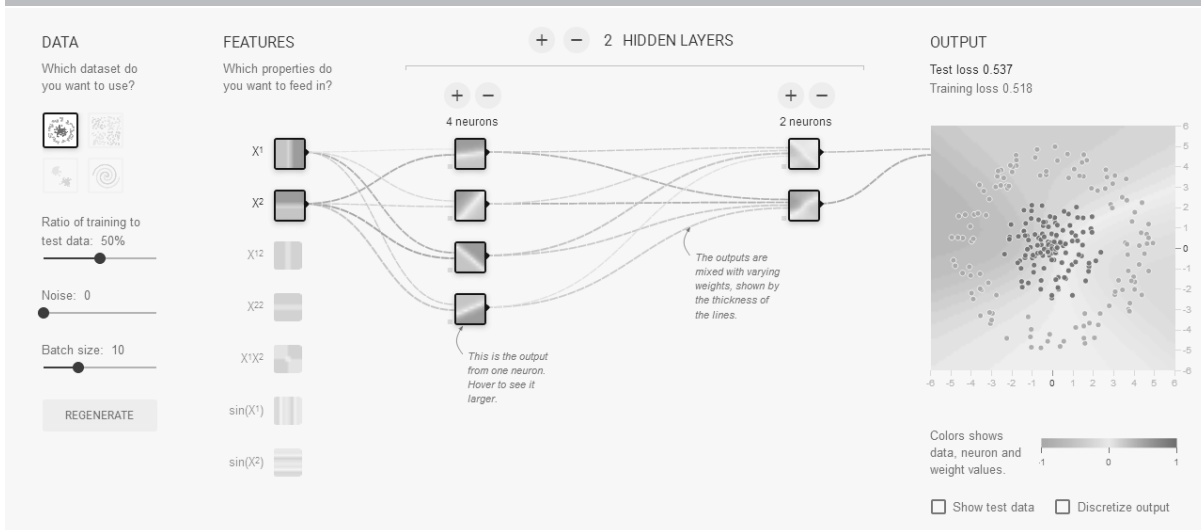 DATA
Which dataset do
you want to use?
Ratio of training to
test data: 50%
Noise: 0
Batch size: 10
REGENERATE
FEATURES
Which properties do
you want to feed in?
X1
X2
X12
X22
X1X2
sin(X1)
sin(X2)
+ − 2 HIDDEN LAYERS
+ −
4 neurons
+ −
2 neurons
This is the output
from one neuron.
Hover to see it
larger.
The outputs are
mixed with varying
weights, shown by
the thickness of
the lines.
OUTPUT
Test loss 0.537
Training loss 0.518
6
5
4
3
2
1
0
-1
-2
-3
-4
-5
-6
-6 -5 -4 -3 -2 -1 0 1 2 3 4 5 6
Colors shows
data, neuron and
weight values.
-1 0 1
Show test data
Discretize output